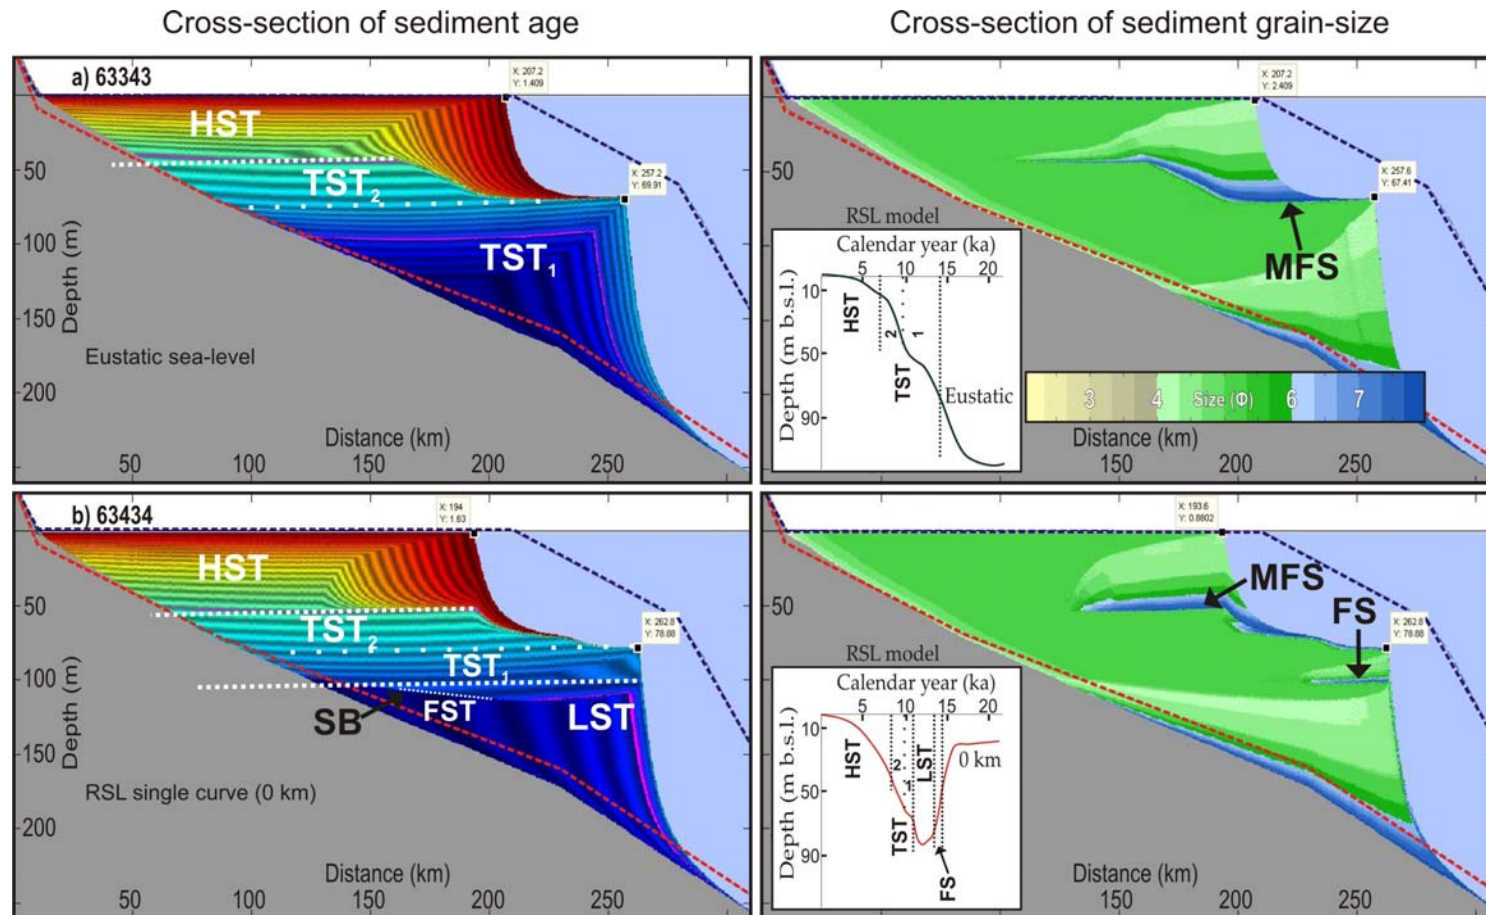 Cross-section of sediment age
Cross-section of sediment grain-size
a) 63343
X: 207.2
Y: 1.409
HST
50
TST2
X: 257.2
Y: 69.91
100
TST1
Depth (m)
150
Eustatic sea-level
200
Distance (km)
50 100 150 200 250
X: 207.2
Y: 2.409
X: 257.6
Y: 67.41
MFS
RSL model
Calendar year (ka)
5 10 15 20
10
50
90
Depth (m b.s.l.)
HST
2
1
TST
Eustatic
3 4 Size (Φ) 6 7
Distance (km)
150 200 250
b) 63434
X: 194
Y: 1.63
HST
50
TST2
X: 262.8
Y: 78.88
100
TST1
SB
FST
LST
Depth (m)
150
RSL single curve (0 km)
200
Distance (km)
50 100 150 200 250
X: 193.6
Y: 0.8802
MFS
FS
50
X: 262.8
Y: 78.88
RSL model
Calendar year (ka)
5 10 15 20
10
50
90
Depth (m b.s.l.)
HST
2
1
LST
TST
0 km
FS
Distance (km)
150 200 250